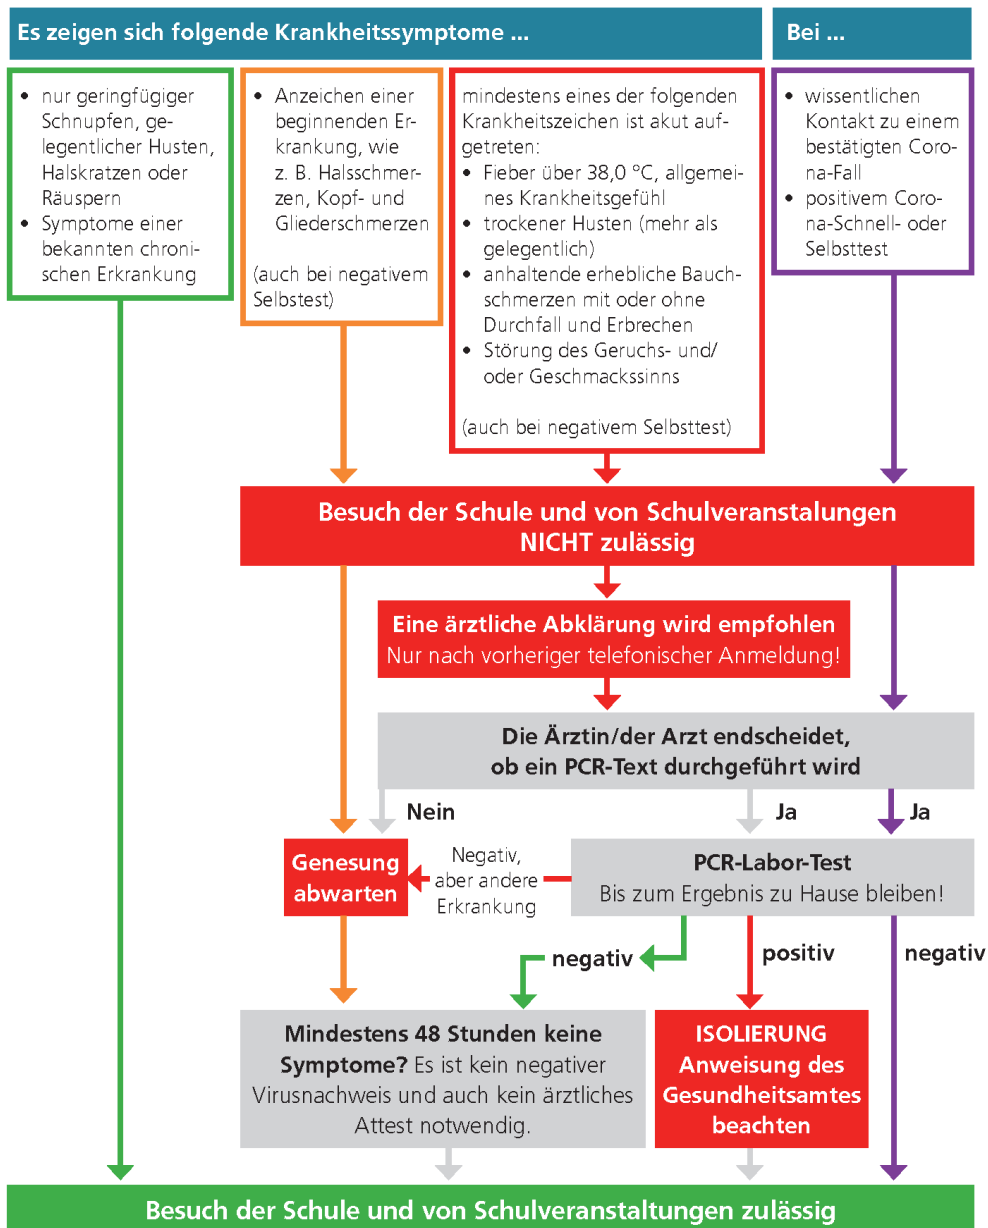 Es zeigen sich folgende Krankheitssymptome ...
Bei ...
• nur geringfügiger
Schnupfen, ge-
legentlicher Husten,
Halskratzen oder
Räuspern
• Symptome einer
bekannten chroni-
schen Erkrankung
• Anzeichen einer
beginnenden Er-
krankung, wie
z. B. Halsschmer-
zen, Kopf- und
Gliederschmerzen
(auch bei negativem
Selbstest)
mindestens eines der folgenden
Krankheitszeichen ist akut auf-
getreten:
• Fieber über 38,0 °C, allgemei-
nes Krankheitsgefühl
• trockener Husten (mehr als
gelegentlich)
• anhaltende erhebliche Bauch-
schmerzen mit oder ohne
Durchfall und Erbrechen
• Störung des Geruchs- und/
oder Geschmackssinns
(auch bei negativem Selbsttest)
• wissentlichen
Kontakt zu einem
bestätigten Coro-
na-Fall
• positivem Coro-
na-Schnell- oder
Selbsttest
Besuch der Schule und von Schulveranstalungen
NICHT zulässig
Eine ärztliche Abklärung wird empfohlen
Nur nach vorheriger telefonischer Anmeldung!
Die Ärztin/der Arzt endscheidet,
ob ein PCR-Text durchgeführt wird
Nein
Ja
Ja
Genesung
abwarten
Negativ,
aber andere
Erkrankung
PCR-Labor-Test
Bis zum Ergebnis zu Hause bleiben!
negativ
positiv
negativ
Mindestens 48 Stunden keine
Symptome? Es ist kein negativer
Virusnachweis und auch kein ärztliches
Attest notwendig.
ISOLIERUNG
Anweisung des
Gesundheitsamtes
beachten
Besuch der Schule und von Schulveranstaltungen zulässig